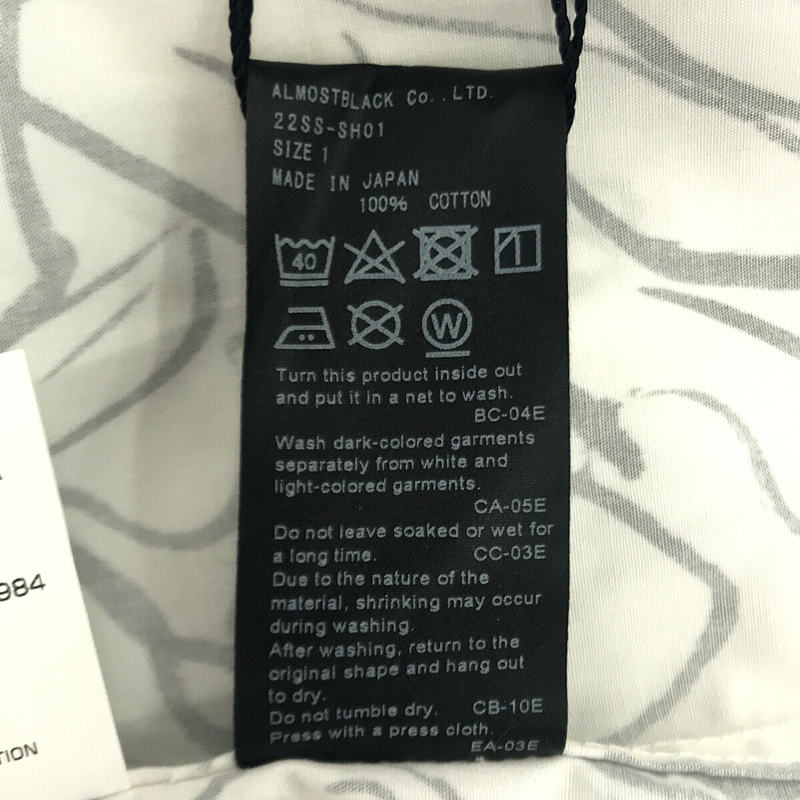 ALMOSTBLACK Co.,LTD.
22SS-SH01
SIZE 1
MADE IN JAPAN
100% COTTON
40
W
Turn this product inside out
and put it in a net to wash.
BC-04E
Wash dark-colored garments
separately from white and
light-colored garments.
CA-05E
Do not leave soaked or wet for
a long time. CC-03E
Due to the nature of the
material, shrinking may occur
during washing.
After washing, return to the
original shape and hang out
to dry.
Do not tumble dry. CB-10E
Press with a press cloth.
EA-03E
984
TION